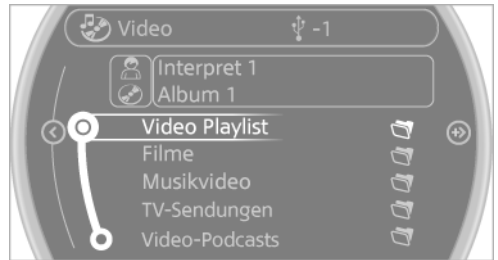 Video -1
Interpret 1
Album 1
Video Playlist
Filme
Musikvideo
TV-Sendungen
Video-Podcasts